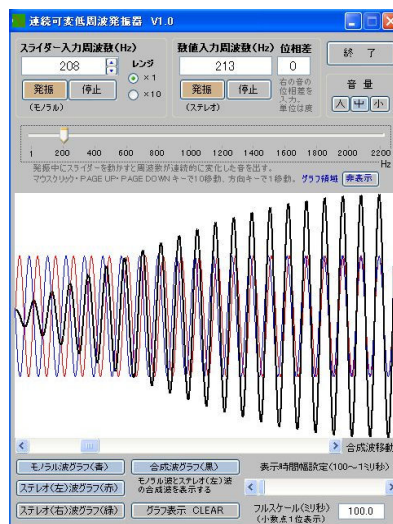 連続可変低周波発振器 V1.0
スライダー入力周波数(Hz)
208
レンジ
×1
×10
発振
停止
(モノラル)
数値入力周波数(Hz)
位相差
213
0
発振
停止
(ステレオ)
右の音の
位相差を
入力。
単位は度
終 了
音 量
大 中 小
1 200 400 600 800 1000 1200 1400 1600 1800 2000 2200
Hz
発振中にスライダーを動かすと周波数が連続的に変化した音を出す。
マウスクリック・PAGE UP・PAGE DOWN キーで10移動、方向キーで1移動。
グラフ領域 非表示
合成波移動
モノラル波グラフ(青)
合成波グラフ(黒)
表示時間幅設定(100~1ミリ秒)
ステレオ(左)波グラフ(赤)
モノラル波とステレオ(左)波
の合成波を表示する
ステレオ(右)波グラフ(緑)
グラフ表示 CLEAR
フルスケール(ミリ秒)
(小数点1位表示)
100.0